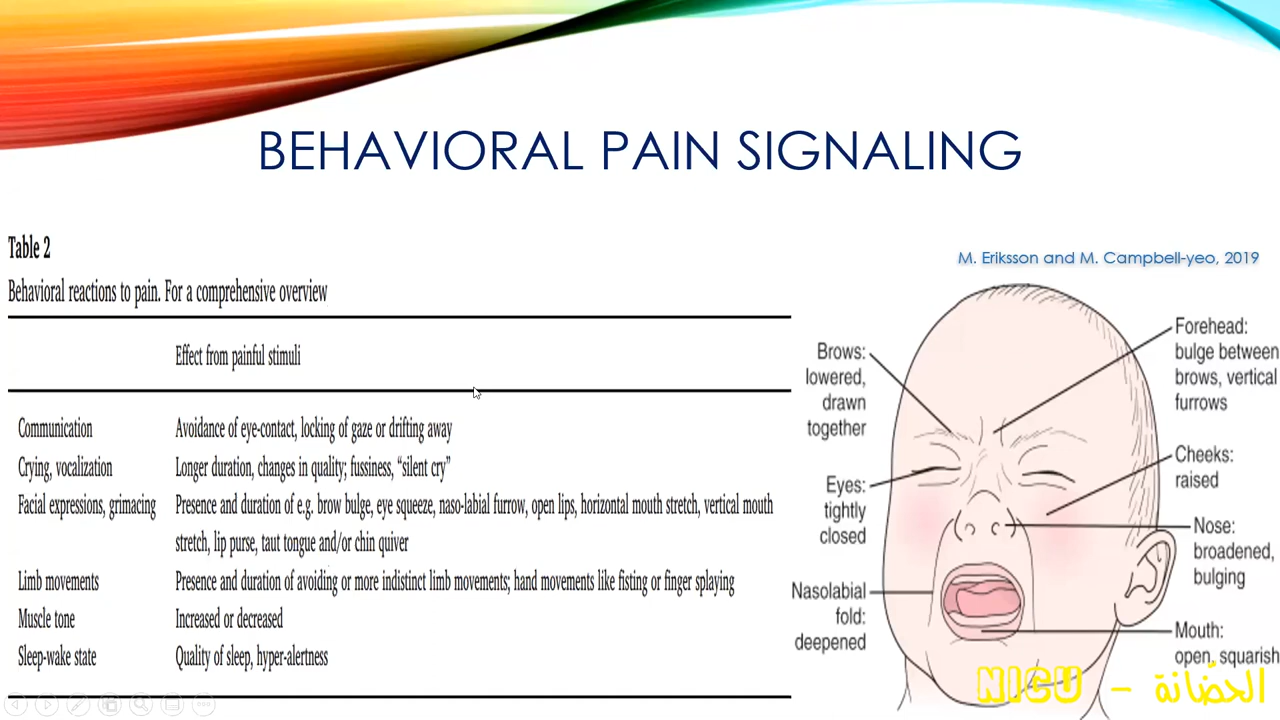 BEHAVIORAL PAIN SIGNALING
Table 2
Behavioral reactions to pain. For a comprehensive overview
Effect from painful stimuli
Communication Avoidance of eye-contact, locking of gaze or drifting away
Crying, vocalization Longer duration, changes in quality; fussiness, “silent cry”
Facial expressions, grimacing Presence and duration of e.g. brow bulge, eye squeeze, naso-labial furrow, open lips, horizontal mouth stretch, vertical mouth
stretch, lip purse, taut tongue and/or chin quiver
Limb movements Presence and duration of avoiding or more indistinct limb movements; hand movements like fisting or finger splaying
Muscle tone Increased or decreased
Sleep-wake state Quality of sleep, hyper-alertness
M. Eriksson and M. Campbell-yeo, 2019
Brows:
lowered,
drawn
together
Eyes:
tightly
closed
Nasolabial
fold:
deepened
Forehead:
bulge between
brows, vertical
furrows
Cheeks:
raised
Nose:
broadened,
bulging
Mouth:
open, squarish
NICU – الحضّانة